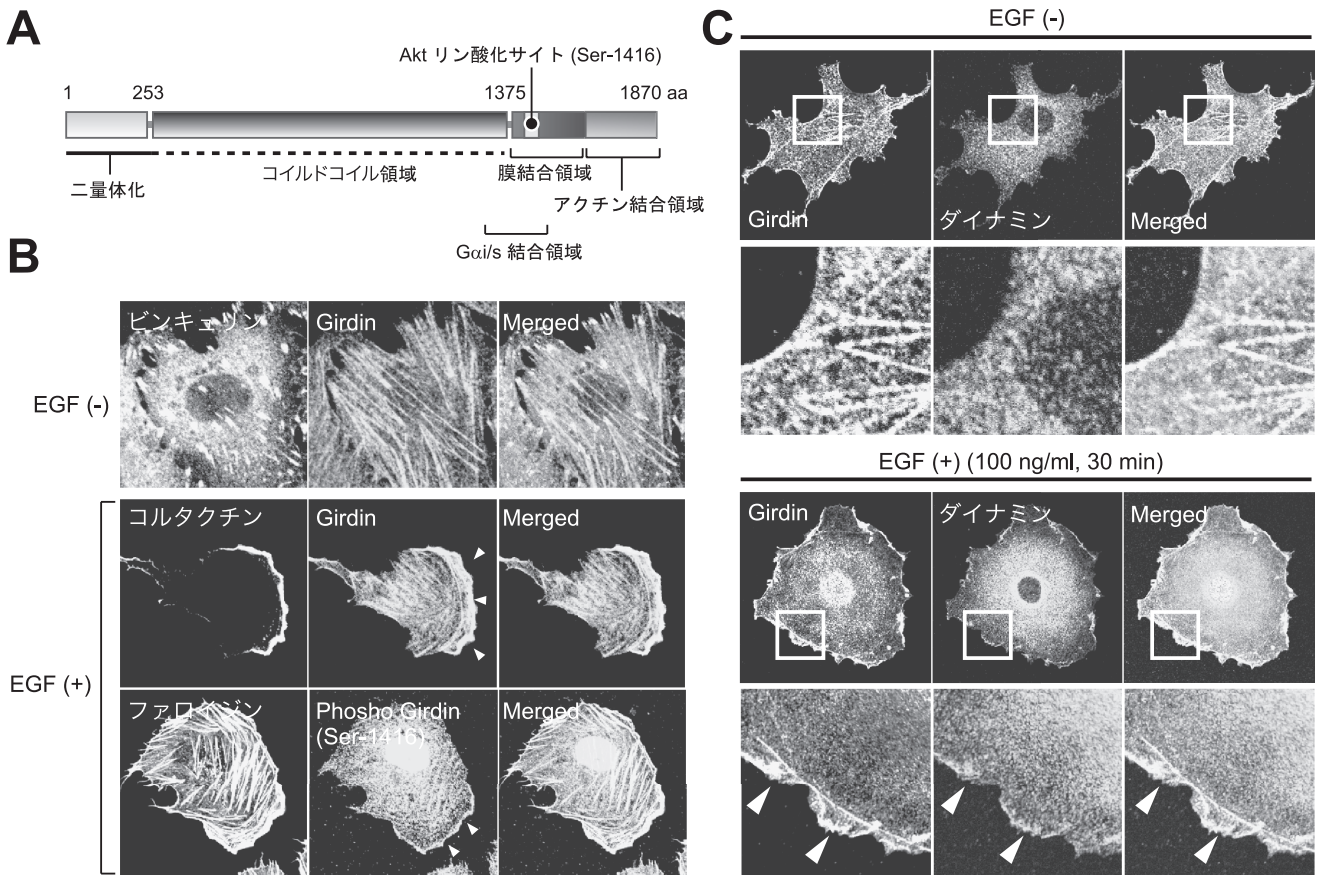 A
Akt リン酸化サイト (Ser-1416)
1 253 1375 1870 aa
二量体化
コイルドコイル領域
膜結合領域
アクチン結合領域
Gαi/s 結合領域
B
EGF (-)
ビンキュリン Girdin Merged
EGF (+)
コルタクチン Girdin Merged
ファロイジン Phosho Girdin Merged
(Ser-1416)
C
EGF (-)
Girdin ダイナミン Merged
EGF (+) (100 ng/ml, 30 min)
Girdin ダイナミン Merged